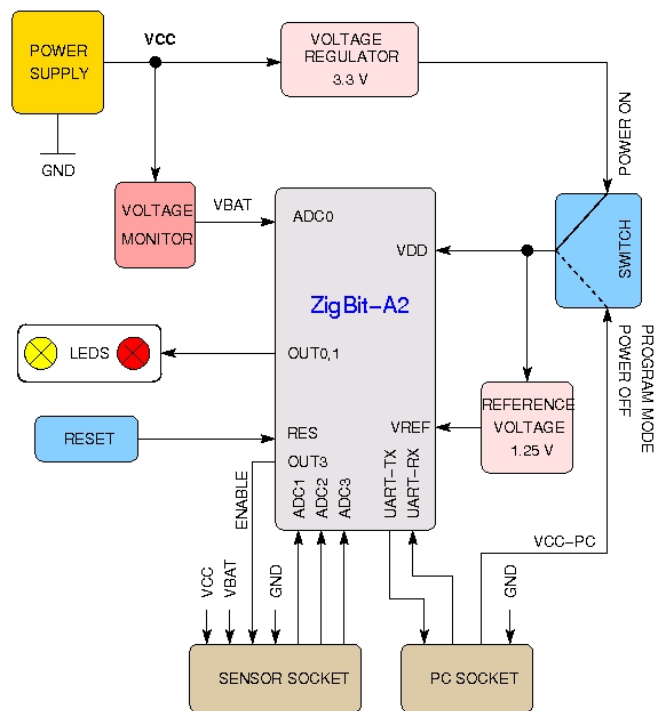 VCC
POWER
SUPPLY
VOLTAGE
REGULATOR
3.3 V
GND
POWER ON
VOLTAGE
MONITOR
VBAT
ADC0
VDD
SWITCH
ZigBit-A2
LEDS
OUT0,1
PROGRAM MODE
POWER OFF
REFERENCE
VOLTAGE
1.25 V
RESET
RES
VREF
OUT3
ENABLE
ADC1
ADC2
ADC3
UART-TX
UART-RX
VCC-PC
VCC
VBAT
GND
GND
SENSOR SOCKET
PC SOCKET